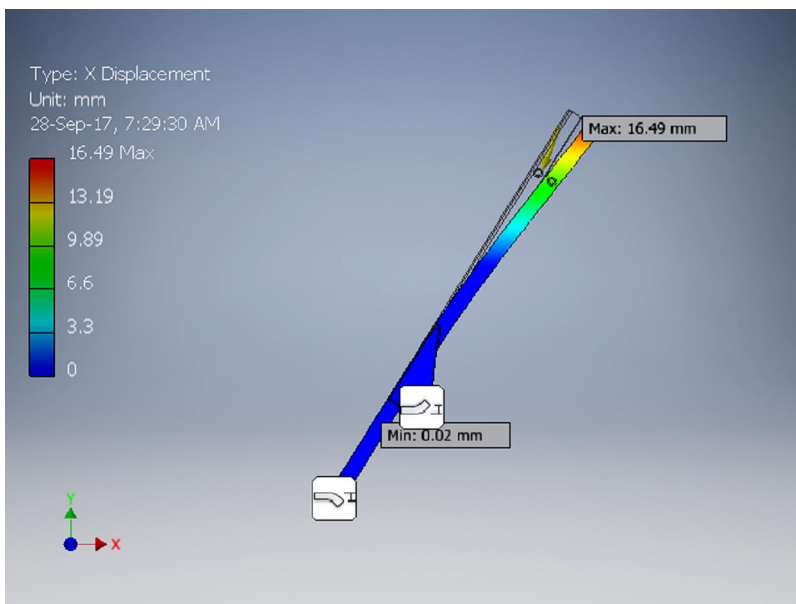 Type: X Displacement
Unit: mm
28-Sep-17, 7:29:30 AM
16.49 Max
13.19
9.89
6.6
3.3
0
Max: 16.49 mm
Min: 0.02 mm
Y
X